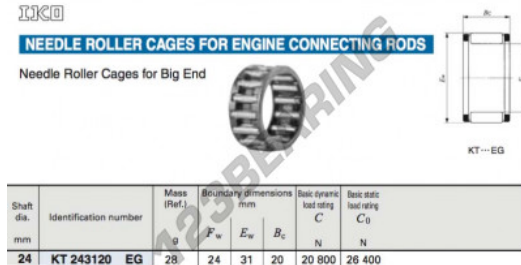 IKO
NEEDLE ROLLER CAGES FOR ENGINE CONNECTING RODS
Needle Roller Cages for Big End
Bc
Ew
KT…EG
123BEARING
Shaft dia. mm
Identification number
Mass (Ref.) g
Boundary dimensions mm
Fw Ew Bc
Basic dynamic load rating C N
Basic static load rating C0 N
24 KT 243120 EG 28 24 31 20 20 800 26 400